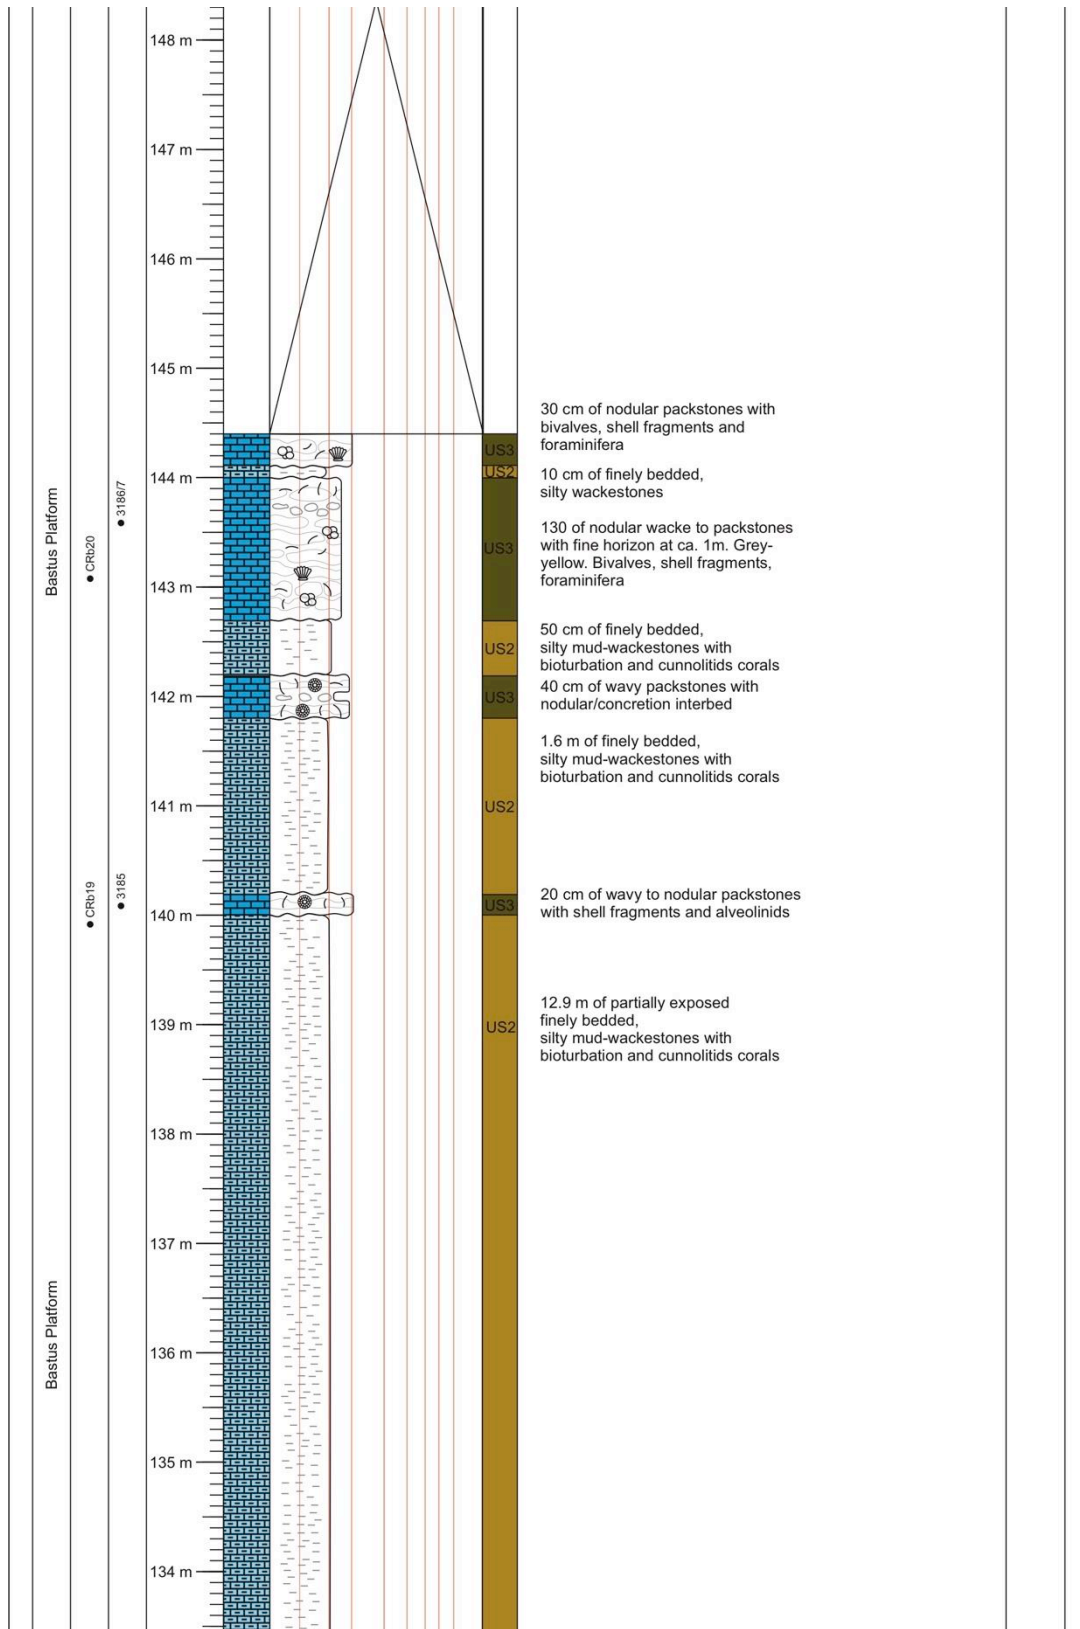 148 m
147 m
146 m
145 m
30 cm of nodular packstones with
bivalves, shell fragments and
foraminifera
US3
US2
144 m
10 cm of finely bedded,
silty wackestones
3186/7
Bastus Platform
CRb20
US3
130 of nodular wacke to packstones
with fine horizon at ca. 1m. Grey-
yellow. Bivalves, shell fragments,
foraminifera
143 m
US2
50 cm of finely bedded,
silty mud-wackestones with
bioturbation and cunnolitids corals
142 m
US3
40 cm of wavy packstones with
nodular/concretion interbed
1.6 m of finely bedded,
silty mud-wackestones with
bioturbation and cunnolitids corals
141 m
US2
CRb19
3185
140 m
US3
20 cm of wavy to nodular packstones
with shell fragments and alveolinids
139 m
US2
12.9 m of partially exposed
finely bedded,
silty mud-wackestones with
bioturbation and cunnolitids corals
138 m
137 m
Bastus Platform
136 m
135 m
134 m